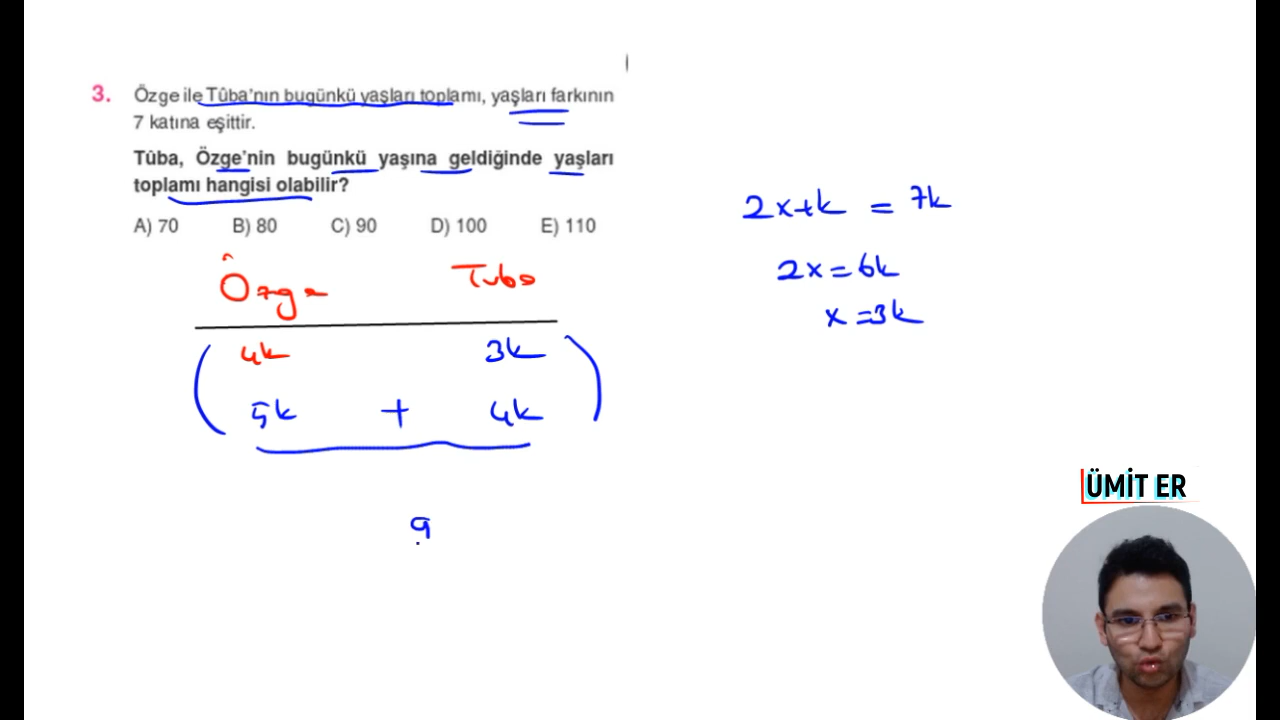 3. Özge ile Tûba'nın bugünkü yaşları toplamı, yaşları farkının
7 katına eşittir.
Tûba, Özge'nin bugünkü yaşına geldiğinde yaşları
toplamı hangisi olabilir?
A) 70 B) 80 C) 90 D) 100 E) 110
Özge Tuba
4k 3k
5k + 4k
9
2x+k = 7k
2x=6k
x=3k
ÜMİT ER